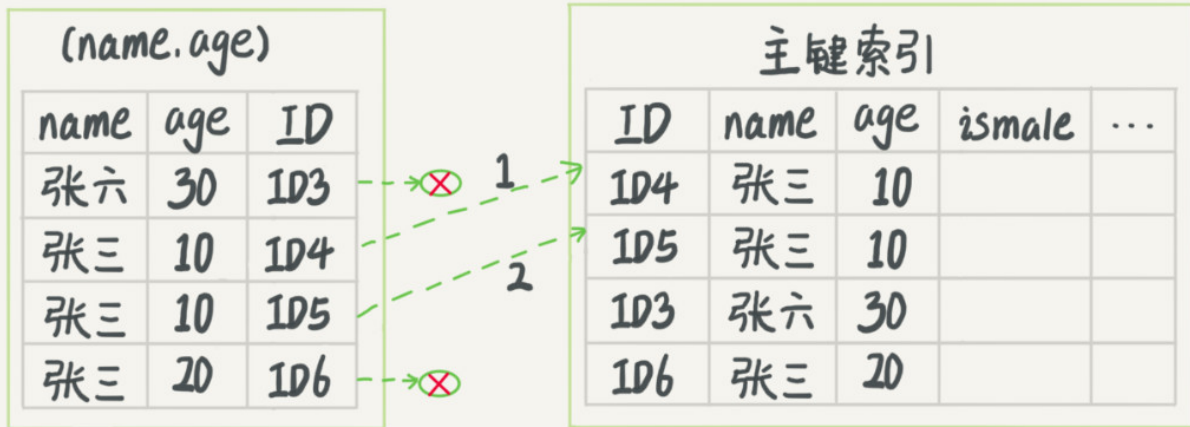 (name.age)
name age ID
张六 30 ID3
张三 10 ID4
张三 10 ID5
张三 20 ID6
1
2
主键索引
ID name age ismale ...
ID4 张三 10
ID5 张三 10
ID3 张六 30
ID6 张三 20